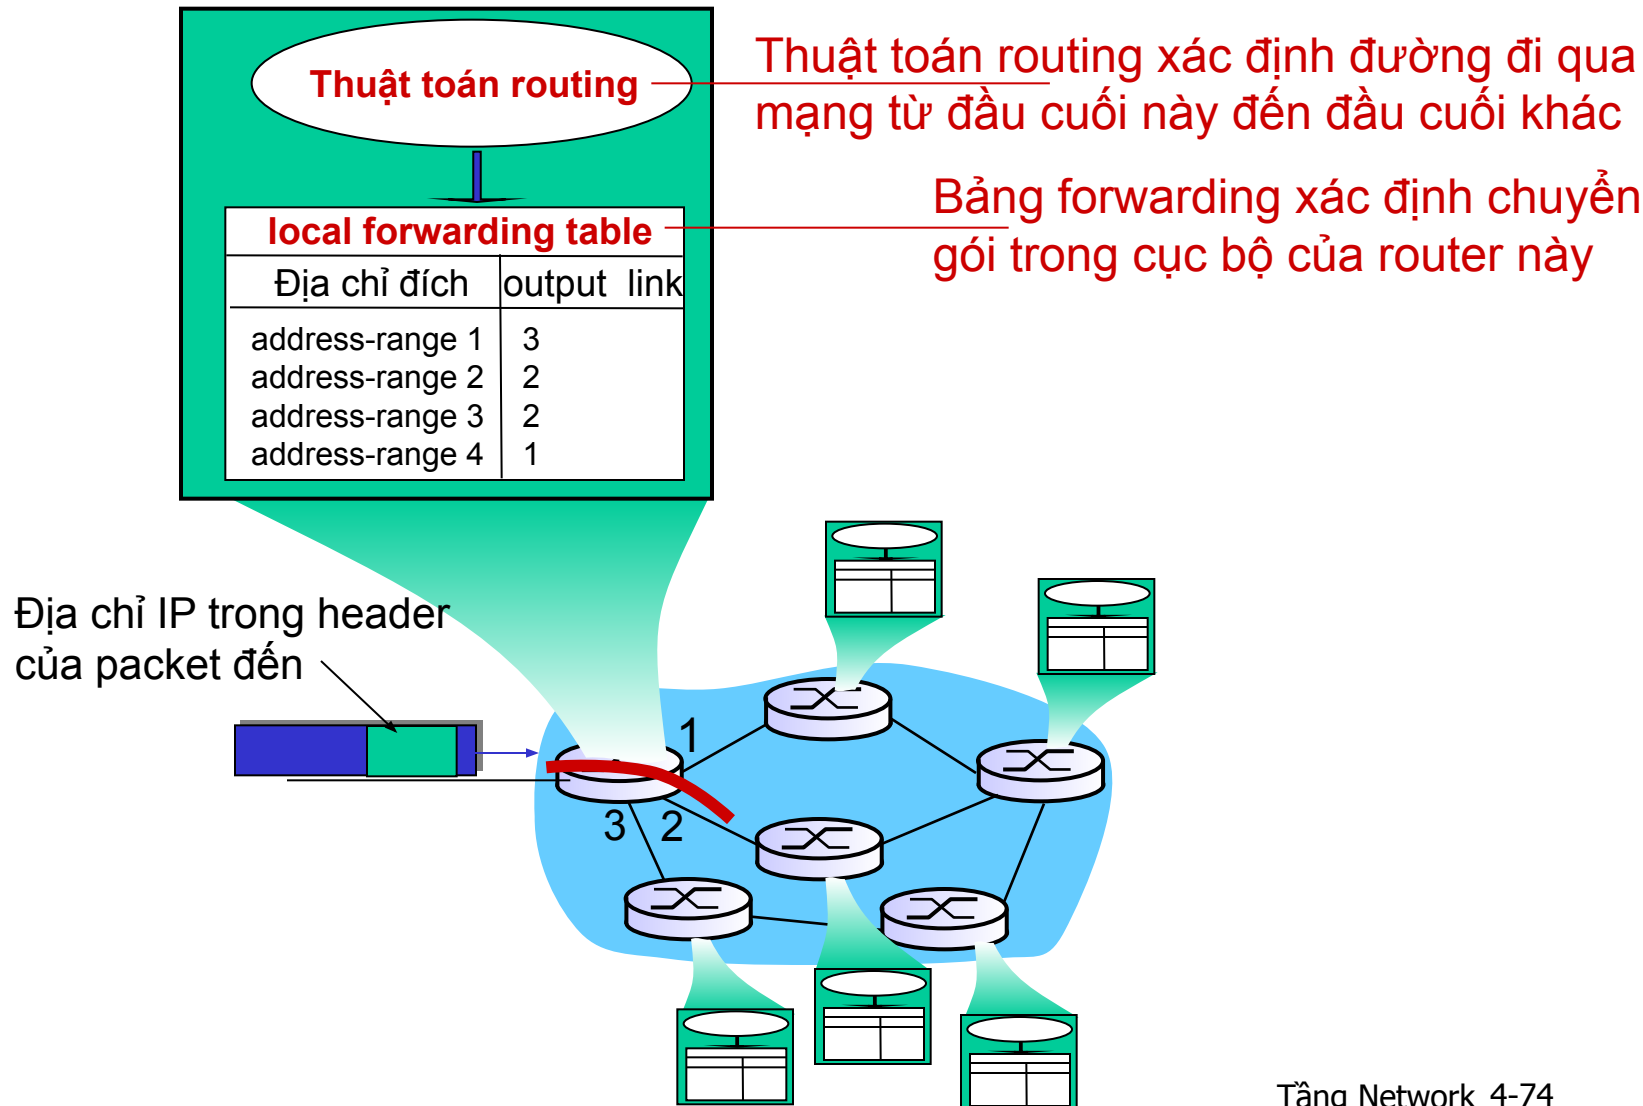 Thuật toán routing
Thuật toán routing xác định đường đi qua
mạng từ đầu cuối này đến đầu cuối khác
Bảng forwarding xác định chuyển
gói trong cục bộ của router này
local forwarding table
Địa chỉ đích output link
address-range 1 3
address-range 2 2
address-range 3 2
address-range 4 1
Địa chỉ IP trong header
của packet đến
1
3 2
Tầng Network 4-74